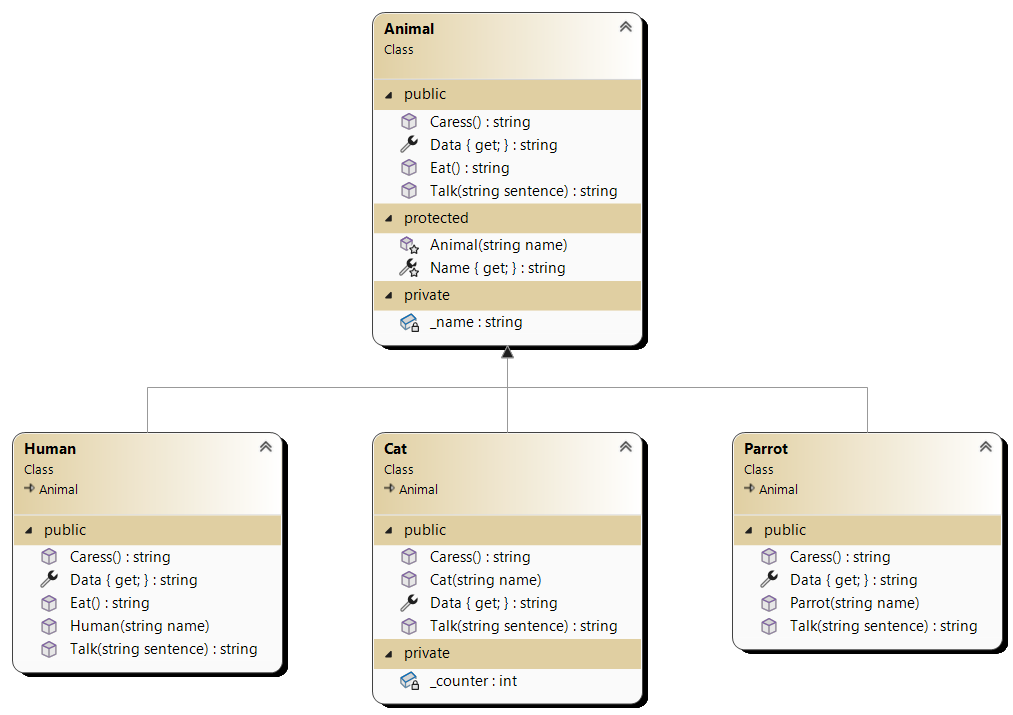 Animal
Class
public
Caress() : string
Data { get; } : string
Eat() : string
Talk(string sentence) : string
protected
Animal(string name)
Name { get; } : string
private
_name : string
Human
Class
Animal
public
Caress() : string
Data { get; } : string
Eat() : string
Human(string name)
Talk(string sentence) : string
Cat
Class
Animal
public
Caress() : string
Cat(string name)
Data { get; } : string
Talk(string sentence) : string
private
_counter : int
Parrot
Class
Animal
public
Caress() : string
Data { get; } : string
Parrot(string name)
Talk(string sentence) : string